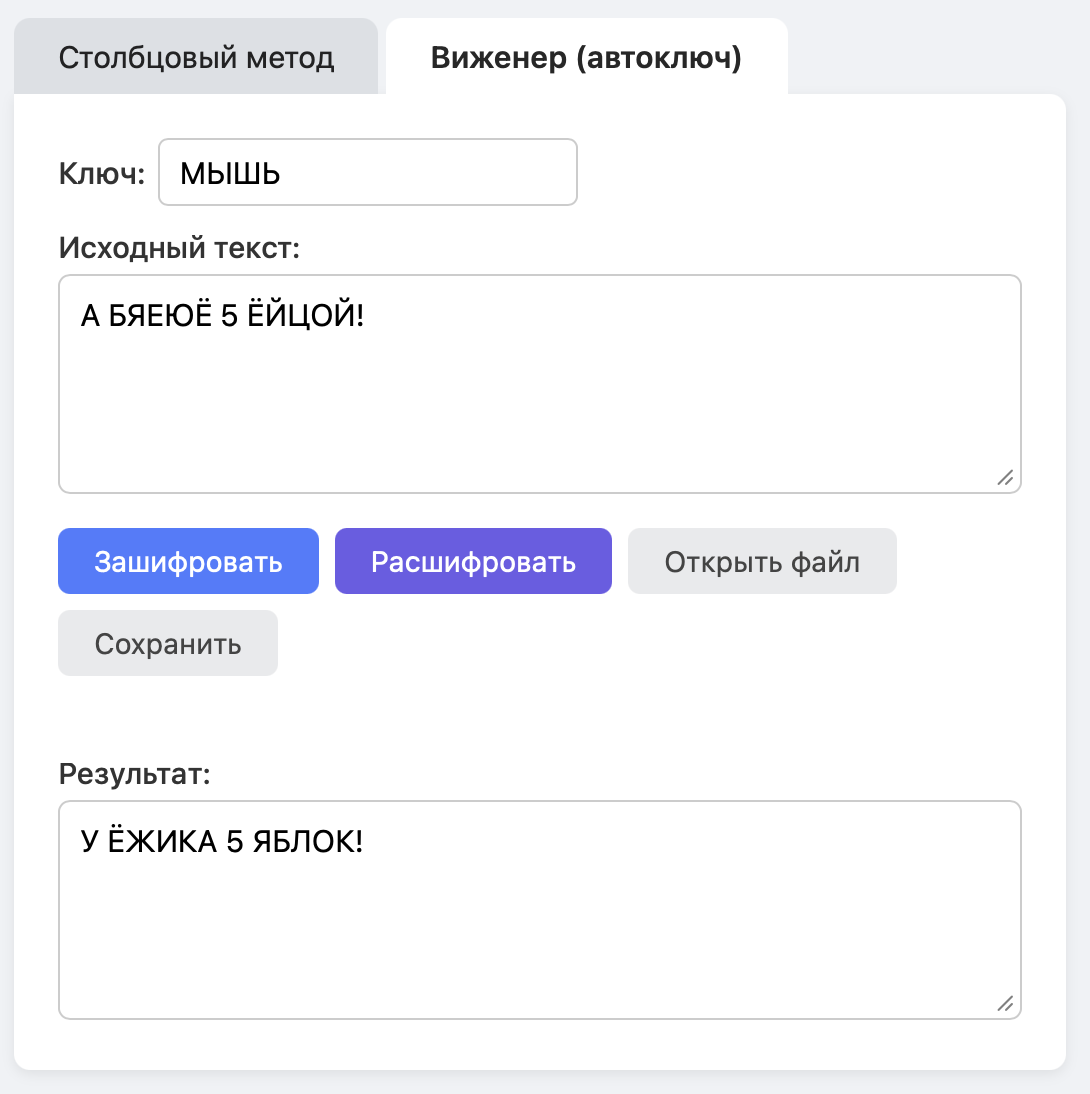 Столбцовый метод
Виженер (автоключ)
Ключ:
МЫШЬ
Исходный текст:
А БЯЕЮЁ 5 ЁЙЦОЙ!
Зашифровать
Расшифровать
Открыть файл
Сохранить
Результат:
У ЁЖИКА 5 ЯБЛОК!